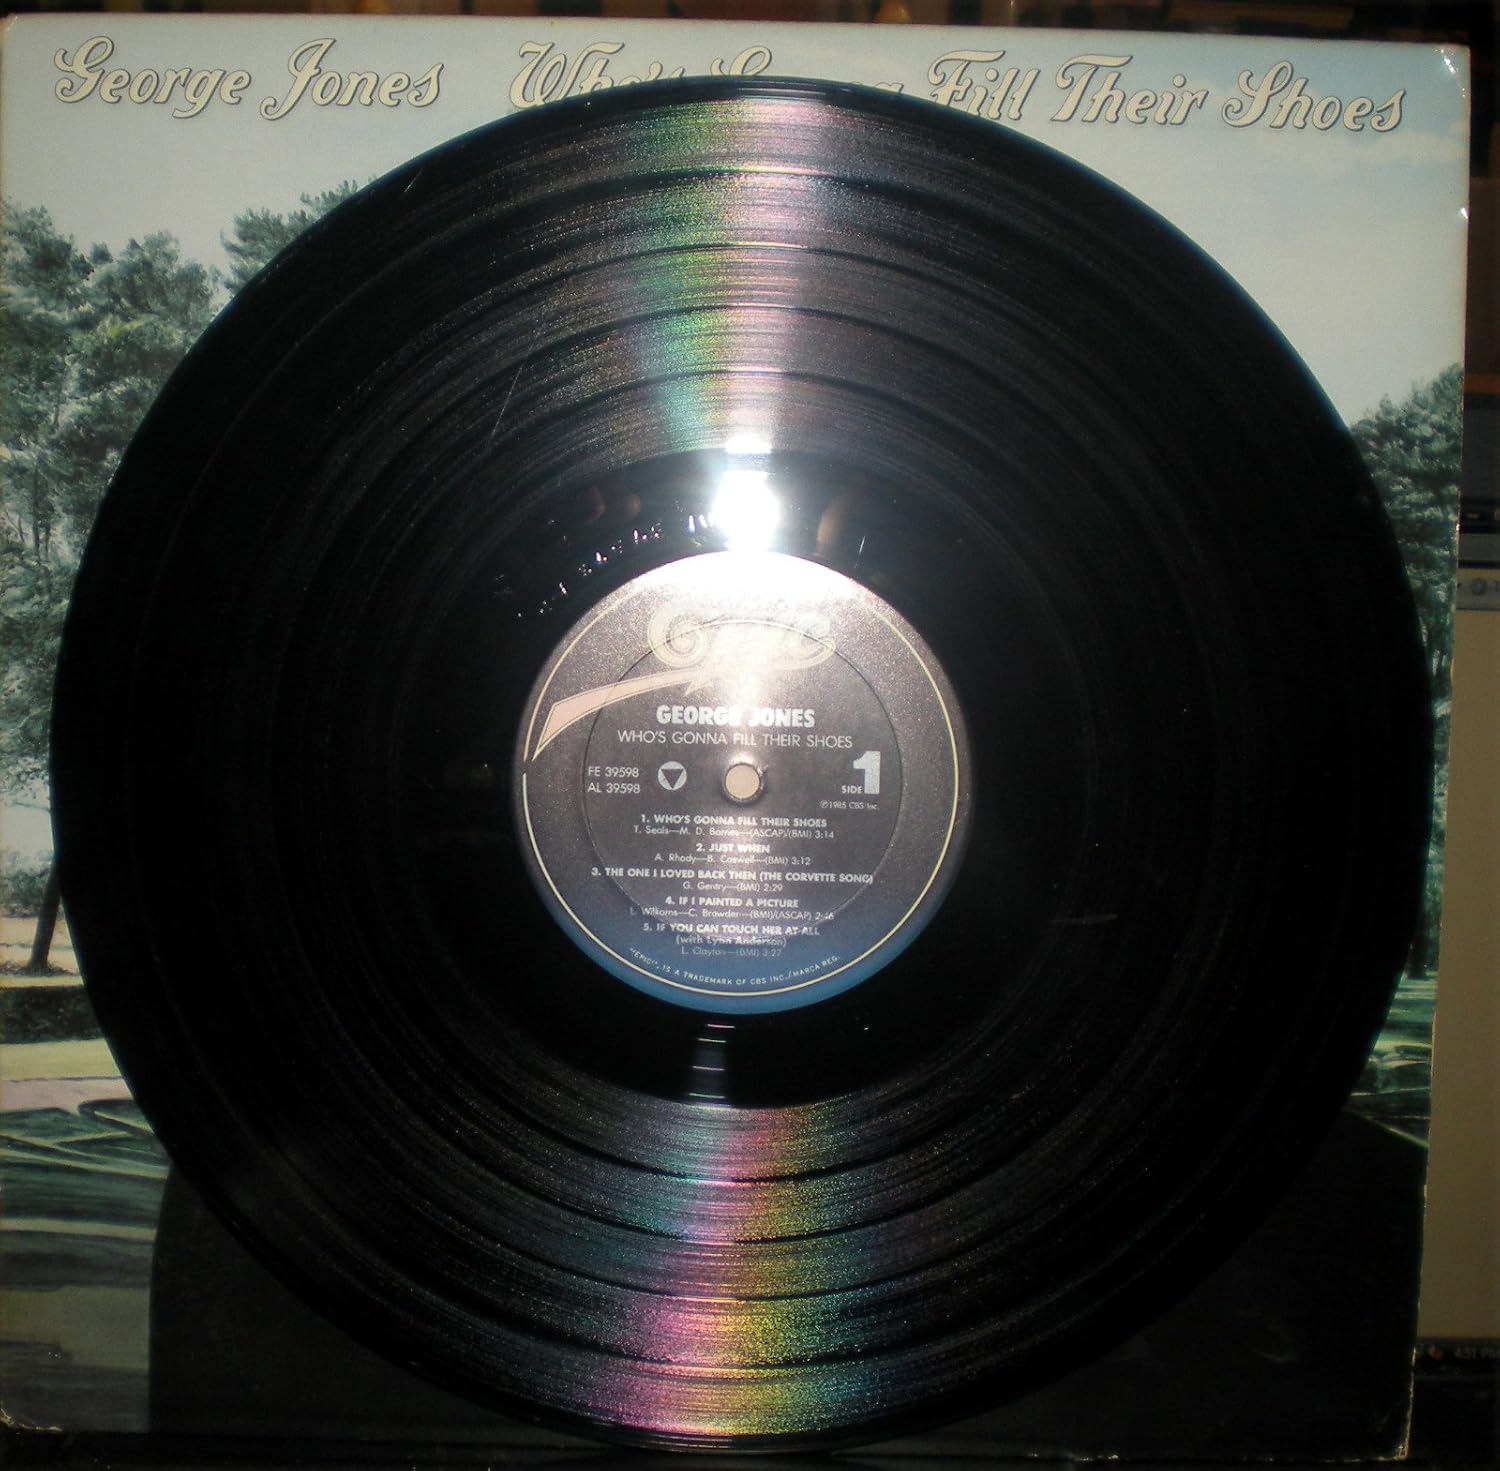 George Jones Fill Their Shoes
GEORGE JONES
WHO'S GONNA FILL THEIR SHOES
FE 39598
AL 39598
SIDE 1
℗1985 CBS Inc.
1. WHO'S GONNA FILL THEIR SHOES
T. Seals—M. D. Barnes—(ASCAP)/(BMI) 3:14
2. JUST WHEN
A. Rhody—B. Caswell—(BMI) 3:12
3. THE ONE I LOVED BACK THEN (THE CORVETTE SONG)
G. Gentry—(BMI) 2:29
4. IF I PAINTED A PICTURE
L. Williams—C. Browder—(BMI)/(ASCAP) 2:46
5. IF YOU CAN TOUCH HER AT ALL
(with Lynn Anderson)
L. Clayton—(BMI) 3:27
"EPIC", IS A TRADEMARK OF CBS INC./MARCA REG.
4:51 PM